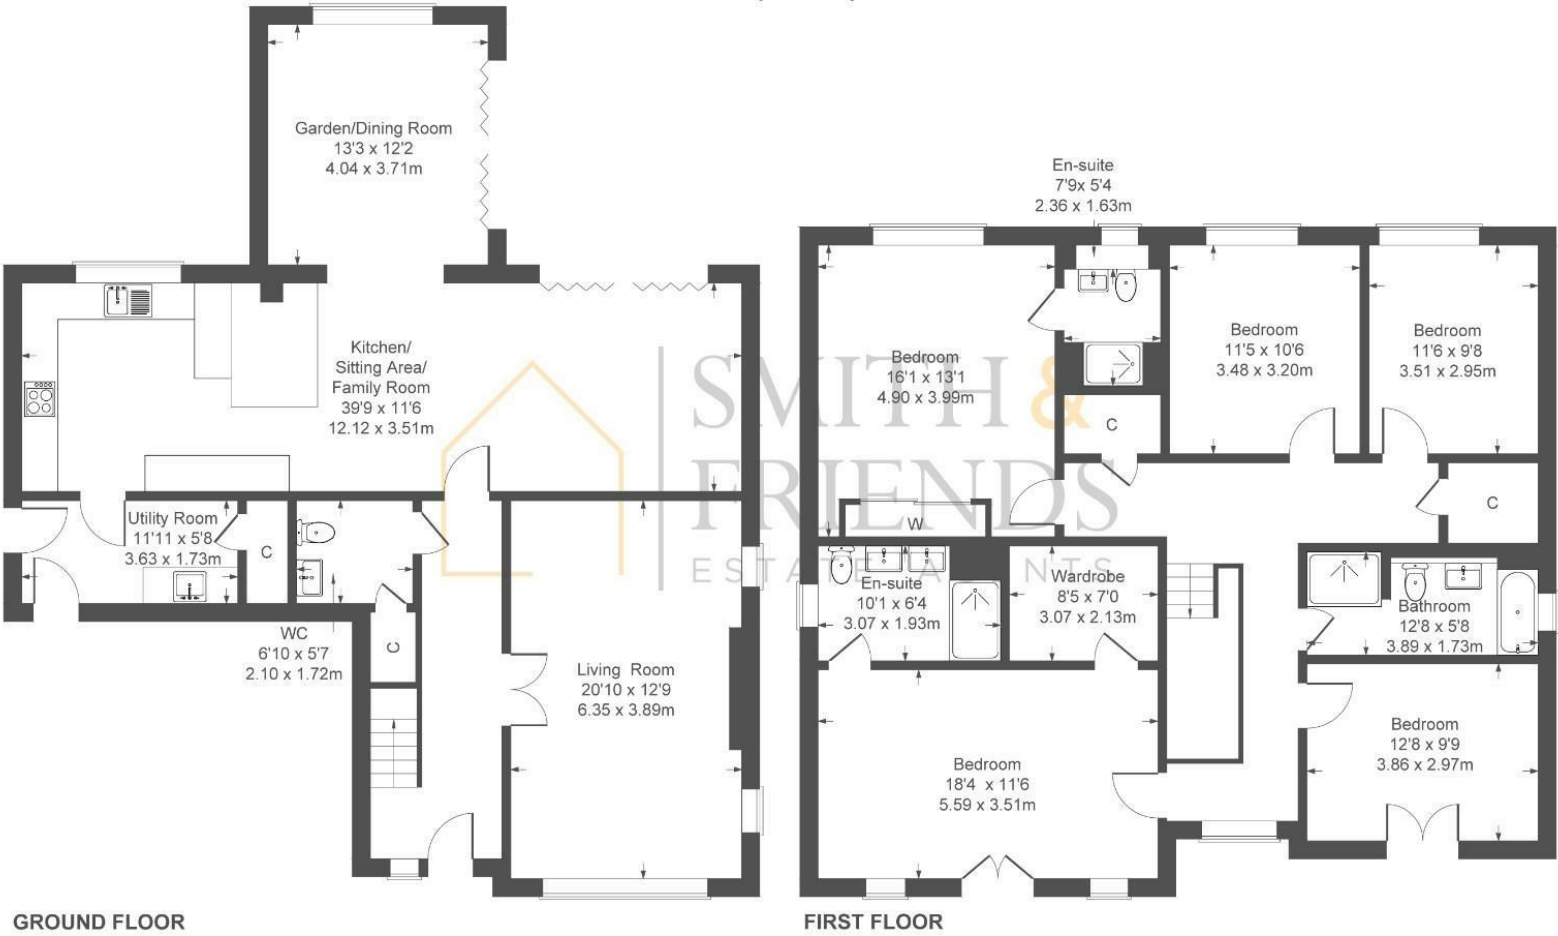 Garden/Dining Room
13'3 x 12'2
4.04 x 3.71m
Kitchen/
Sitting Area/
Family Room
39'9 x 11'6
12.12 x 3.51m
Utility Room
11'11 x 5'8
3.63 x 1.73m
C
WC
6'10 x 5'7
2.10 x 1.72m
C
Living Room
20'10 x 12'9
6.35 x 3.89m
GROUND FLOOR
En-suite
7'9x 5'4
2.36 x 1.63m
Bedroom
16'1 x 13'1
4.90 x 3.99m
Bedroom
11'5 x 10'6
3.48 x 3.20m
Bedroom
11'6 x 9'8
3.51 x 2.95m
C
C
W
En-suite
10'1 x 6'4
3.07 x 1.93m
Wardrobe
8'5 x 7'0
3.07 x 2.13m
Bathroom
12'8 x 5'8
3.89 x 1.73m
Bedroom
18'4 x 11'6
5.59 x 3.51m
Bedroom
12'8 x 9'9
3.86 x 2.97m
FIRST FLOOR
SMITH &
FRIENDS
ESTATE AGENTS